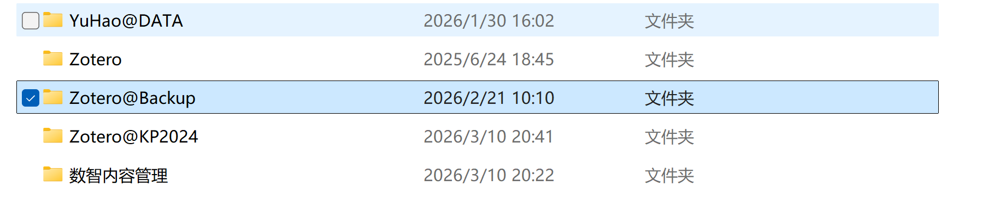 YuHao@DATA 2026/1/30 16:02 文件夹
Zotero 2025/6/24 18:45 文件夹
Zotero@Backup 2026/2/21 10:10 文件夹
Zotero@KP2024 2026/3/10 20:41 文件夹
数智内容管理 2026/3/10 20:22 文件夹